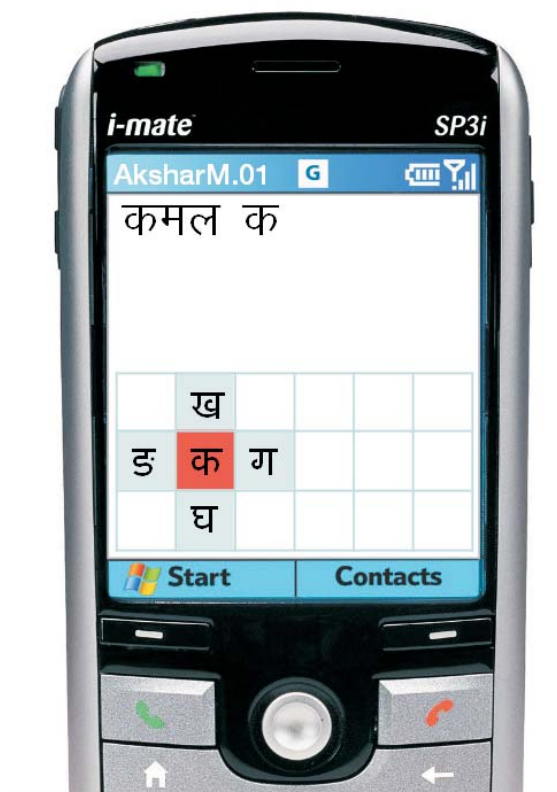 i-mate SP3i
AksharM.01 G
कमल क
ख
ङ क ग
घ
Start Contacts